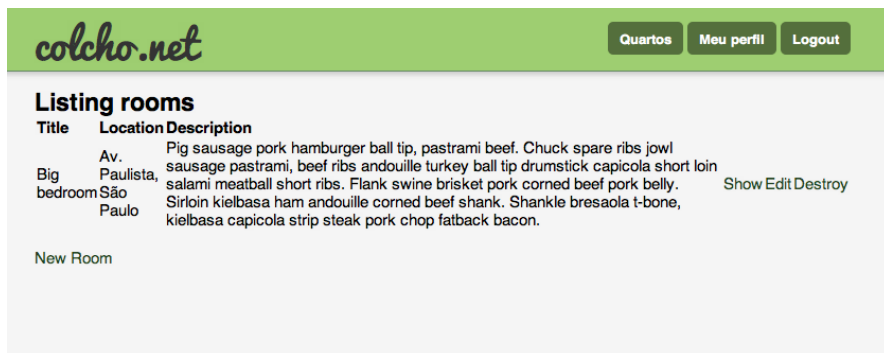 colcho.net
Quartos Meu perfil Logout
Listing rooms
Title Location Description
Big bedroom Av. Paulista, São Paulo Pig sausage pork hamburger ball tip, pastrami beef. Chuck spare ribs jowl
sausage pastrami, beef ribs andouille turkey ball tip drumstick capicola short loin
salami meatball short ribs. Flank swine brisket pork corned beef pork belly.
Sirloin kielbasa ham andouille corned beef shank. Shankle bresaola t-bone,
kielbasa capicola strip steak pork chop fatback bacon.
Show Edit Destroy
New Room